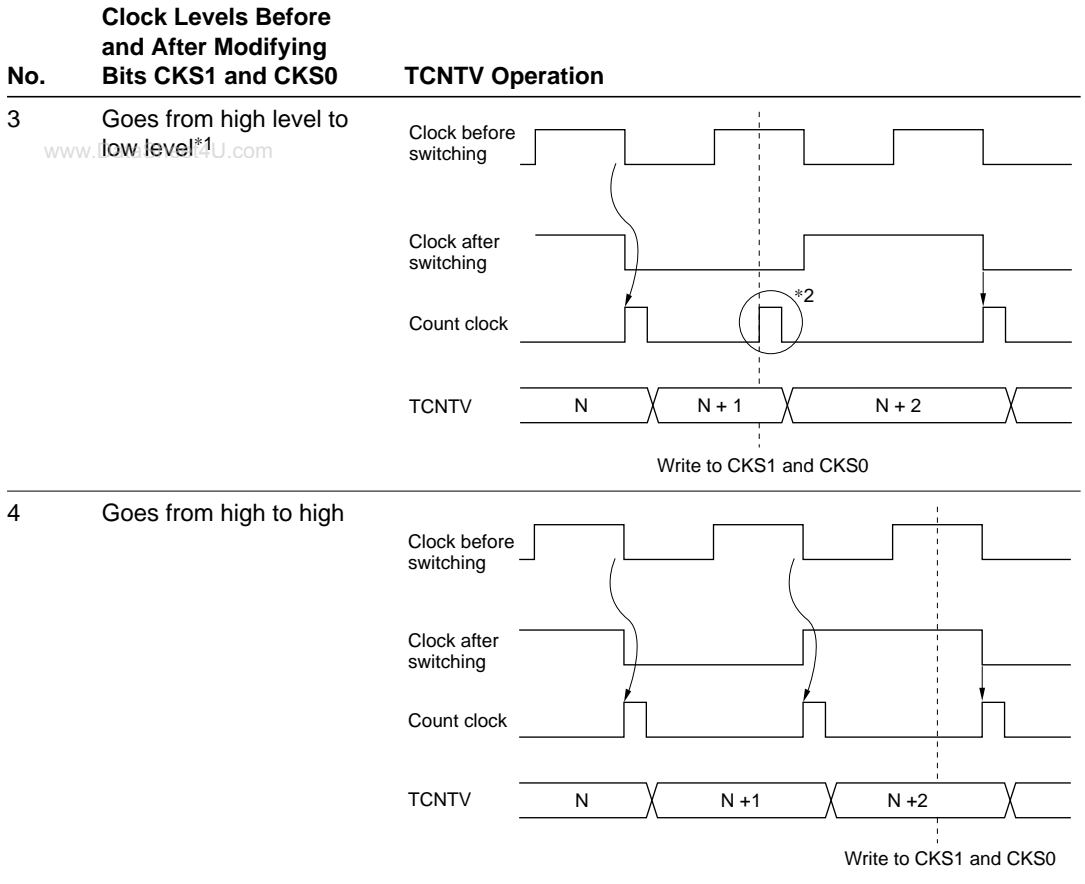 Clock Levels Before
and After Modifying
No. Bits CKS1 and CKS0 TCNTV Operation
3 Goes from high level to
low level*1
www.DataSheet4U.com
Clock before
switching
Clock after
switching
*2
Count clock
TCNTV N N + 1 N + 2
Write to CKS1 and CKS0
4 Goes from high to high
Clock before
switching
Clock after
switching
Count clock
TCNTV N N +1 N +2
Write to CKS1 and CKS0